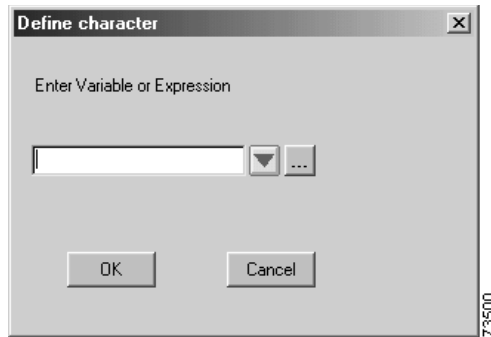 Define character
Enter Variable or Expression
...
OK Cancel
73500